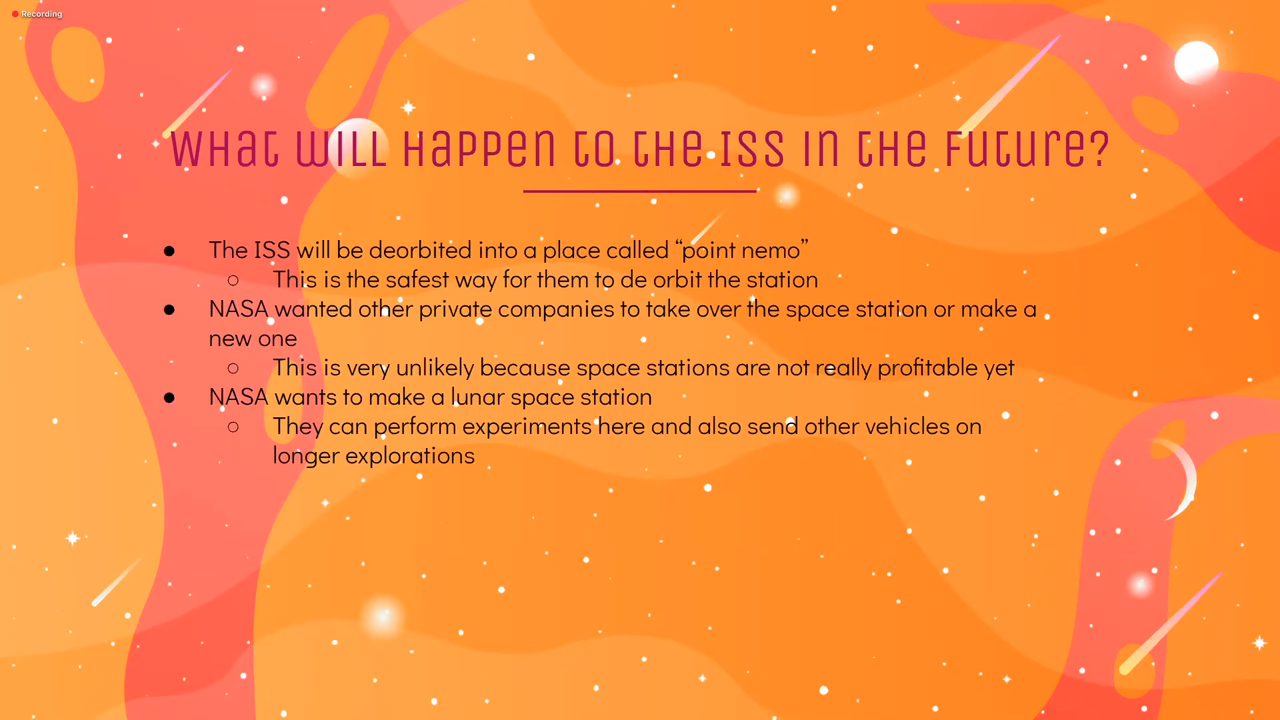 Recording
What will happen to the ISS in the future?
● The ISS will be deorbited into a place called “point nemo”
○ This is the safest way for them to de orbit the station
● NASA wanted other private companies to take over the space station or make a
new one
○ This is very unlikely because space stations are not really profitable yet
● NASA wants to make a lunar space station
○ They can perform experiments here and also send other vehicles on
longer explorations